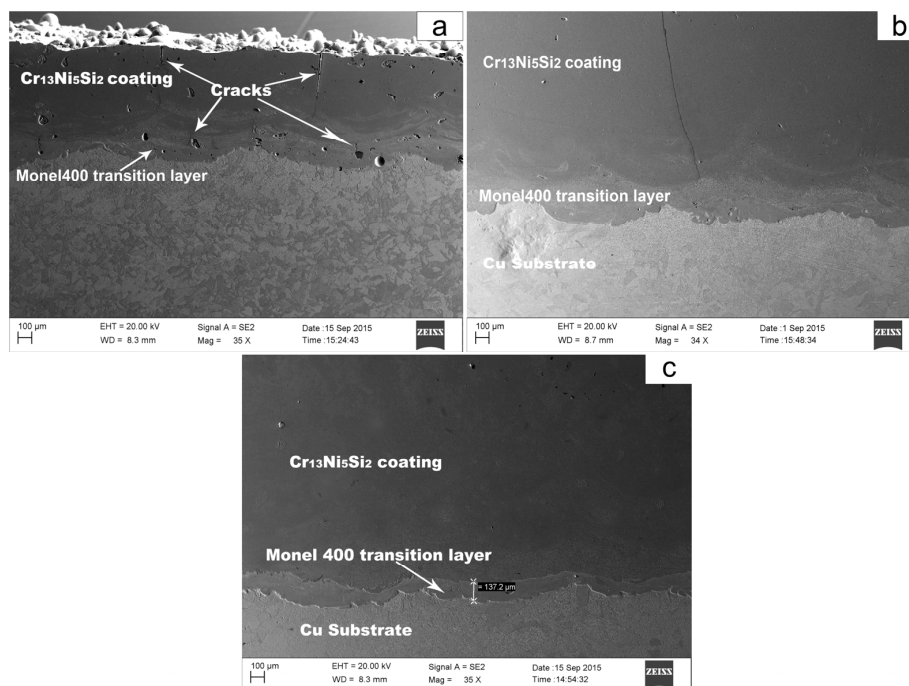 a
Cr13Ni5Si2 coating
Cracks
Monel400 transition layer
100 µm
EHT = 20.00 kV
WD = 8.3 mm
Signal A = SE2
Mag = 35 X
Date :15 Sep 2015
Time :15:24:43
ZEISS
b
Cr13Ni5Si2 coating
Monel400 transition layer
Cu Substrate
100 µm
EHT = 20.00 kV
WD = 8.7 mm
Signal A = SE2
Mag = 34 X
Date :1 Sep 2015
Time :15:48:34
ZEISS
c
Cr13Ni5Si2 coating
Monel 400 transition layer
= 137.2 µm
Cu Substrate
100 µm
EHT = 20.00 kV
WD = 8.3 mm
Signal A = SE2
Mag = 35 X
Date :15 Sep 2015
Time :14:54:32
ZEISS